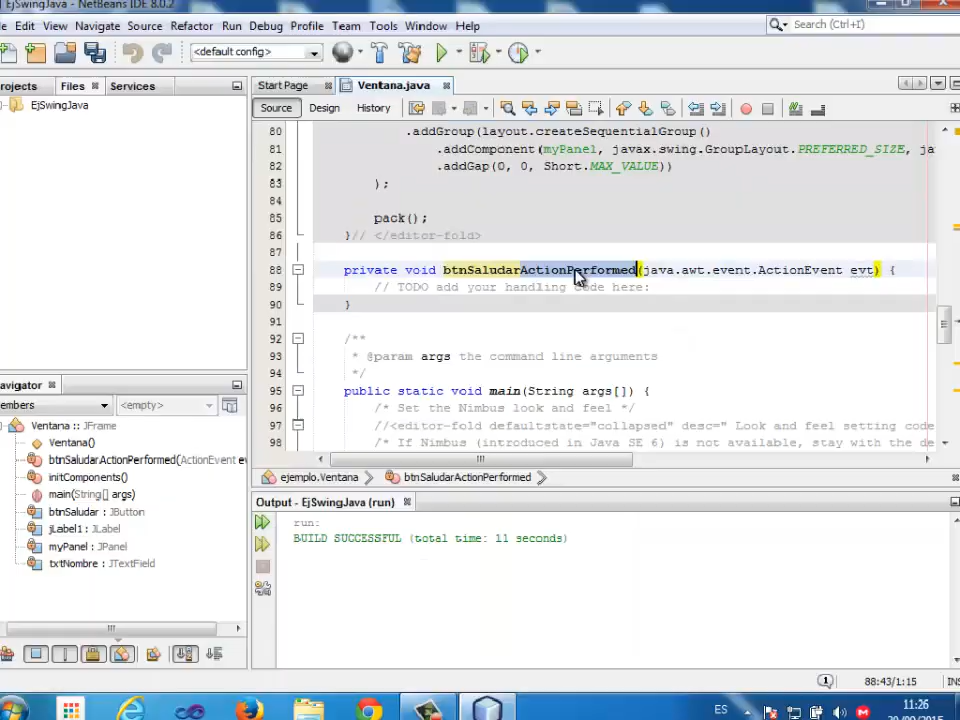 EjSwingJava - NetBeans IDE 8.0.2
Edit View Navigate Source Refactor Run Debug Profile Team Tools Window Help
Search (Ctrl+I)
<default config>
Files Services
Start Page Ventana.java
EjSwingJava
Source Design History
80 .addGroup(layout.createSequentialGroup()
81 .addComponent(myPanel, javax.swing.GroupLayout.PREFERRED_SIZE, ja
82 .addGap(0, 0, Short.MAX_VALUE))
83 );
84
85 pack();
86 }// </editor-fold>
87
88 private void btnSaludarActionPerformed(java.awt.event.ActionEvent evt) {
89 // TODO add your handling code here:
90 }
91
92 /**
93 * @param args the command line arguments
94 */
95 public static void main(String args[]) {
96 /* Set the Nimbus look and feel */
97 //<editor-fold defaultstate="collapsed" desc=" Look and feel setting code
98 /* If Nimbus (introduced in Java SE 6) is not available, stay with the de
ejemplo.Ventana btnSaludarActionPerformed
<empty>
Ventana :: JFrame
Ventana()
btnSaludarActionPerformed(ActionEvent ev
initComponents()
main(String[] args)
btnSaludar : JButton
jLabel1 : JLabel
myPanel : JPanel
txtNombre : JTextField
Output - EjSwingJava (run)
run:
BUILD SUCCESSFUL (total time: 11 seconds)
1 88:43/1:15 INS
ES
11:26